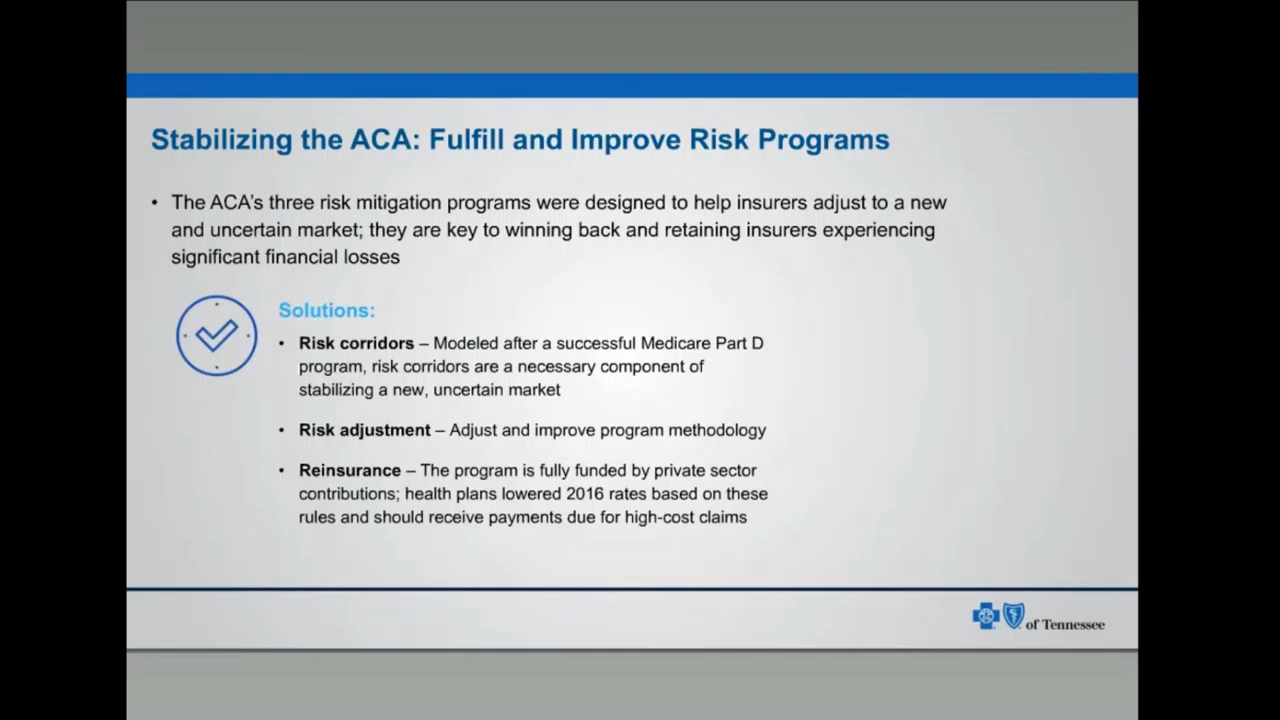 Stabilizing the ACA: Fulfill and Improve Risk Programs
• The ACA's three risk mitigation programs were designed to help insurers adjust to a new
and uncertain market; they are key to winning back and retaining insurers experiencing
significant financial losses
Solutions:
• Risk corridors – Modeled after a successful Medicare Part D
program, risk corridors are a necessary component of
stabilizing a new, uncertain market
• Risk adjustment – Adjust and improve program methodology
• Reinsurance – The program is fully funded by private sector
contributions; health plans lowered 2016 rates based on these
rules and should receive payments due for high-cost claims
of Tennessee